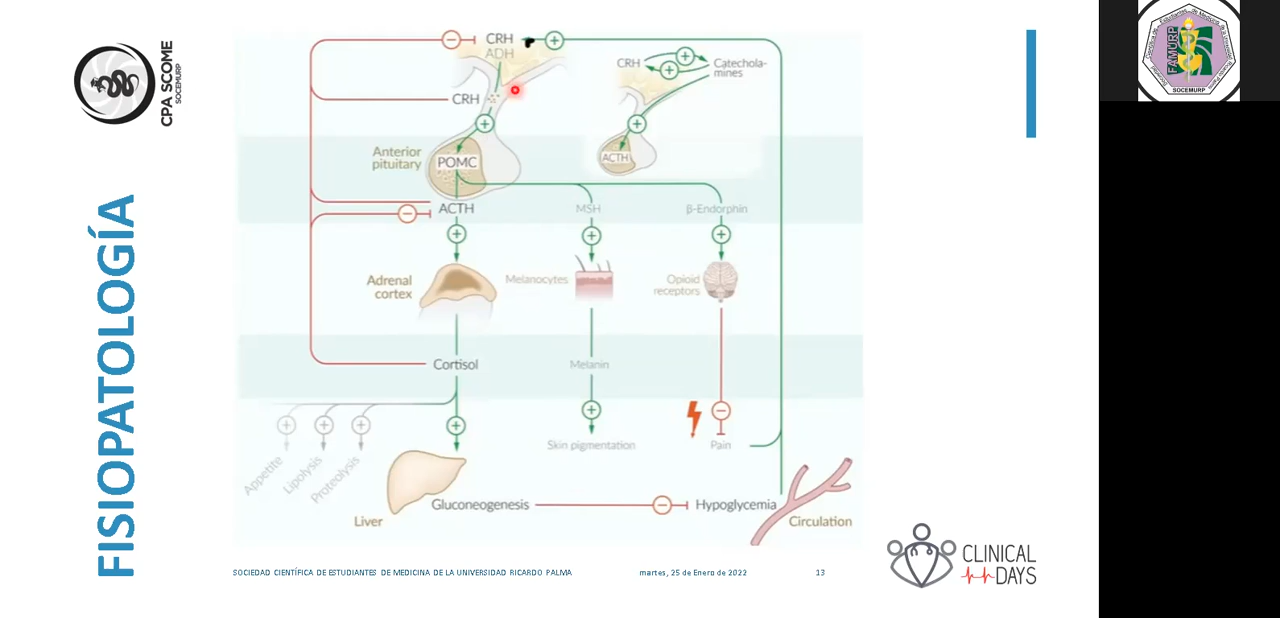 FISIOPATOLOGÍA
CPA SCOME
SOCEMURP
CRH
ADH
CRH
Anterior
pituitary
POMC
CRH
Catechola-
mines
ACTH
ACTH
MSH
β-Endorphin
Adrenal
cortex
Melanocytes
Opioid
receptors
Cortisol
Melanin
Appetite
Lipolysis
Proteolysis
Skin pigmentation
Pain
Gluconeogenesis
Hypoglycemia
Liver
Circulation
SOCIEDAD CIENTÍFICA DE ESTUDIANTES DE MEDICINA DE LA UNIVERSIDAD RICARDO PALMA
martes, 25 de Enero de 2022
13
CLINICAL
DAYS
FAMURP
SOCEMURP